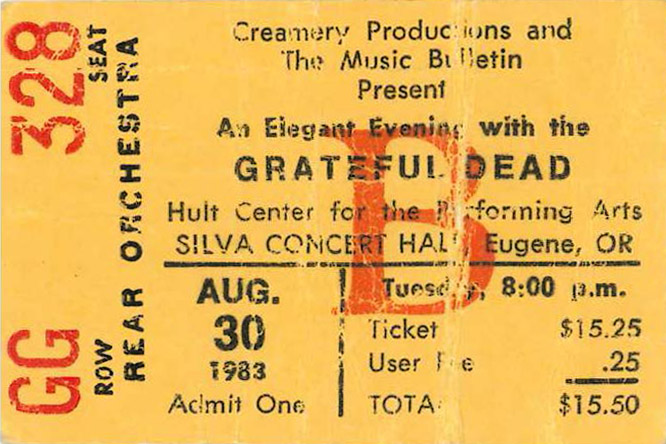 Creamery Productions and
The Music Bulletin
Present
An Elegant Evening with the
GRATEFUL DEAD
Hult Center for the Performing Arts
SILVA CONCERT HALL, Eugene, OR
AUG.
30
1983
Admit One
Tuesday, 8:00 p.m.
Ticket $15.25
User Fee .25
TOTAL $15.50
B
REAR ORCHESTRA
SEAT 328
ROW GG